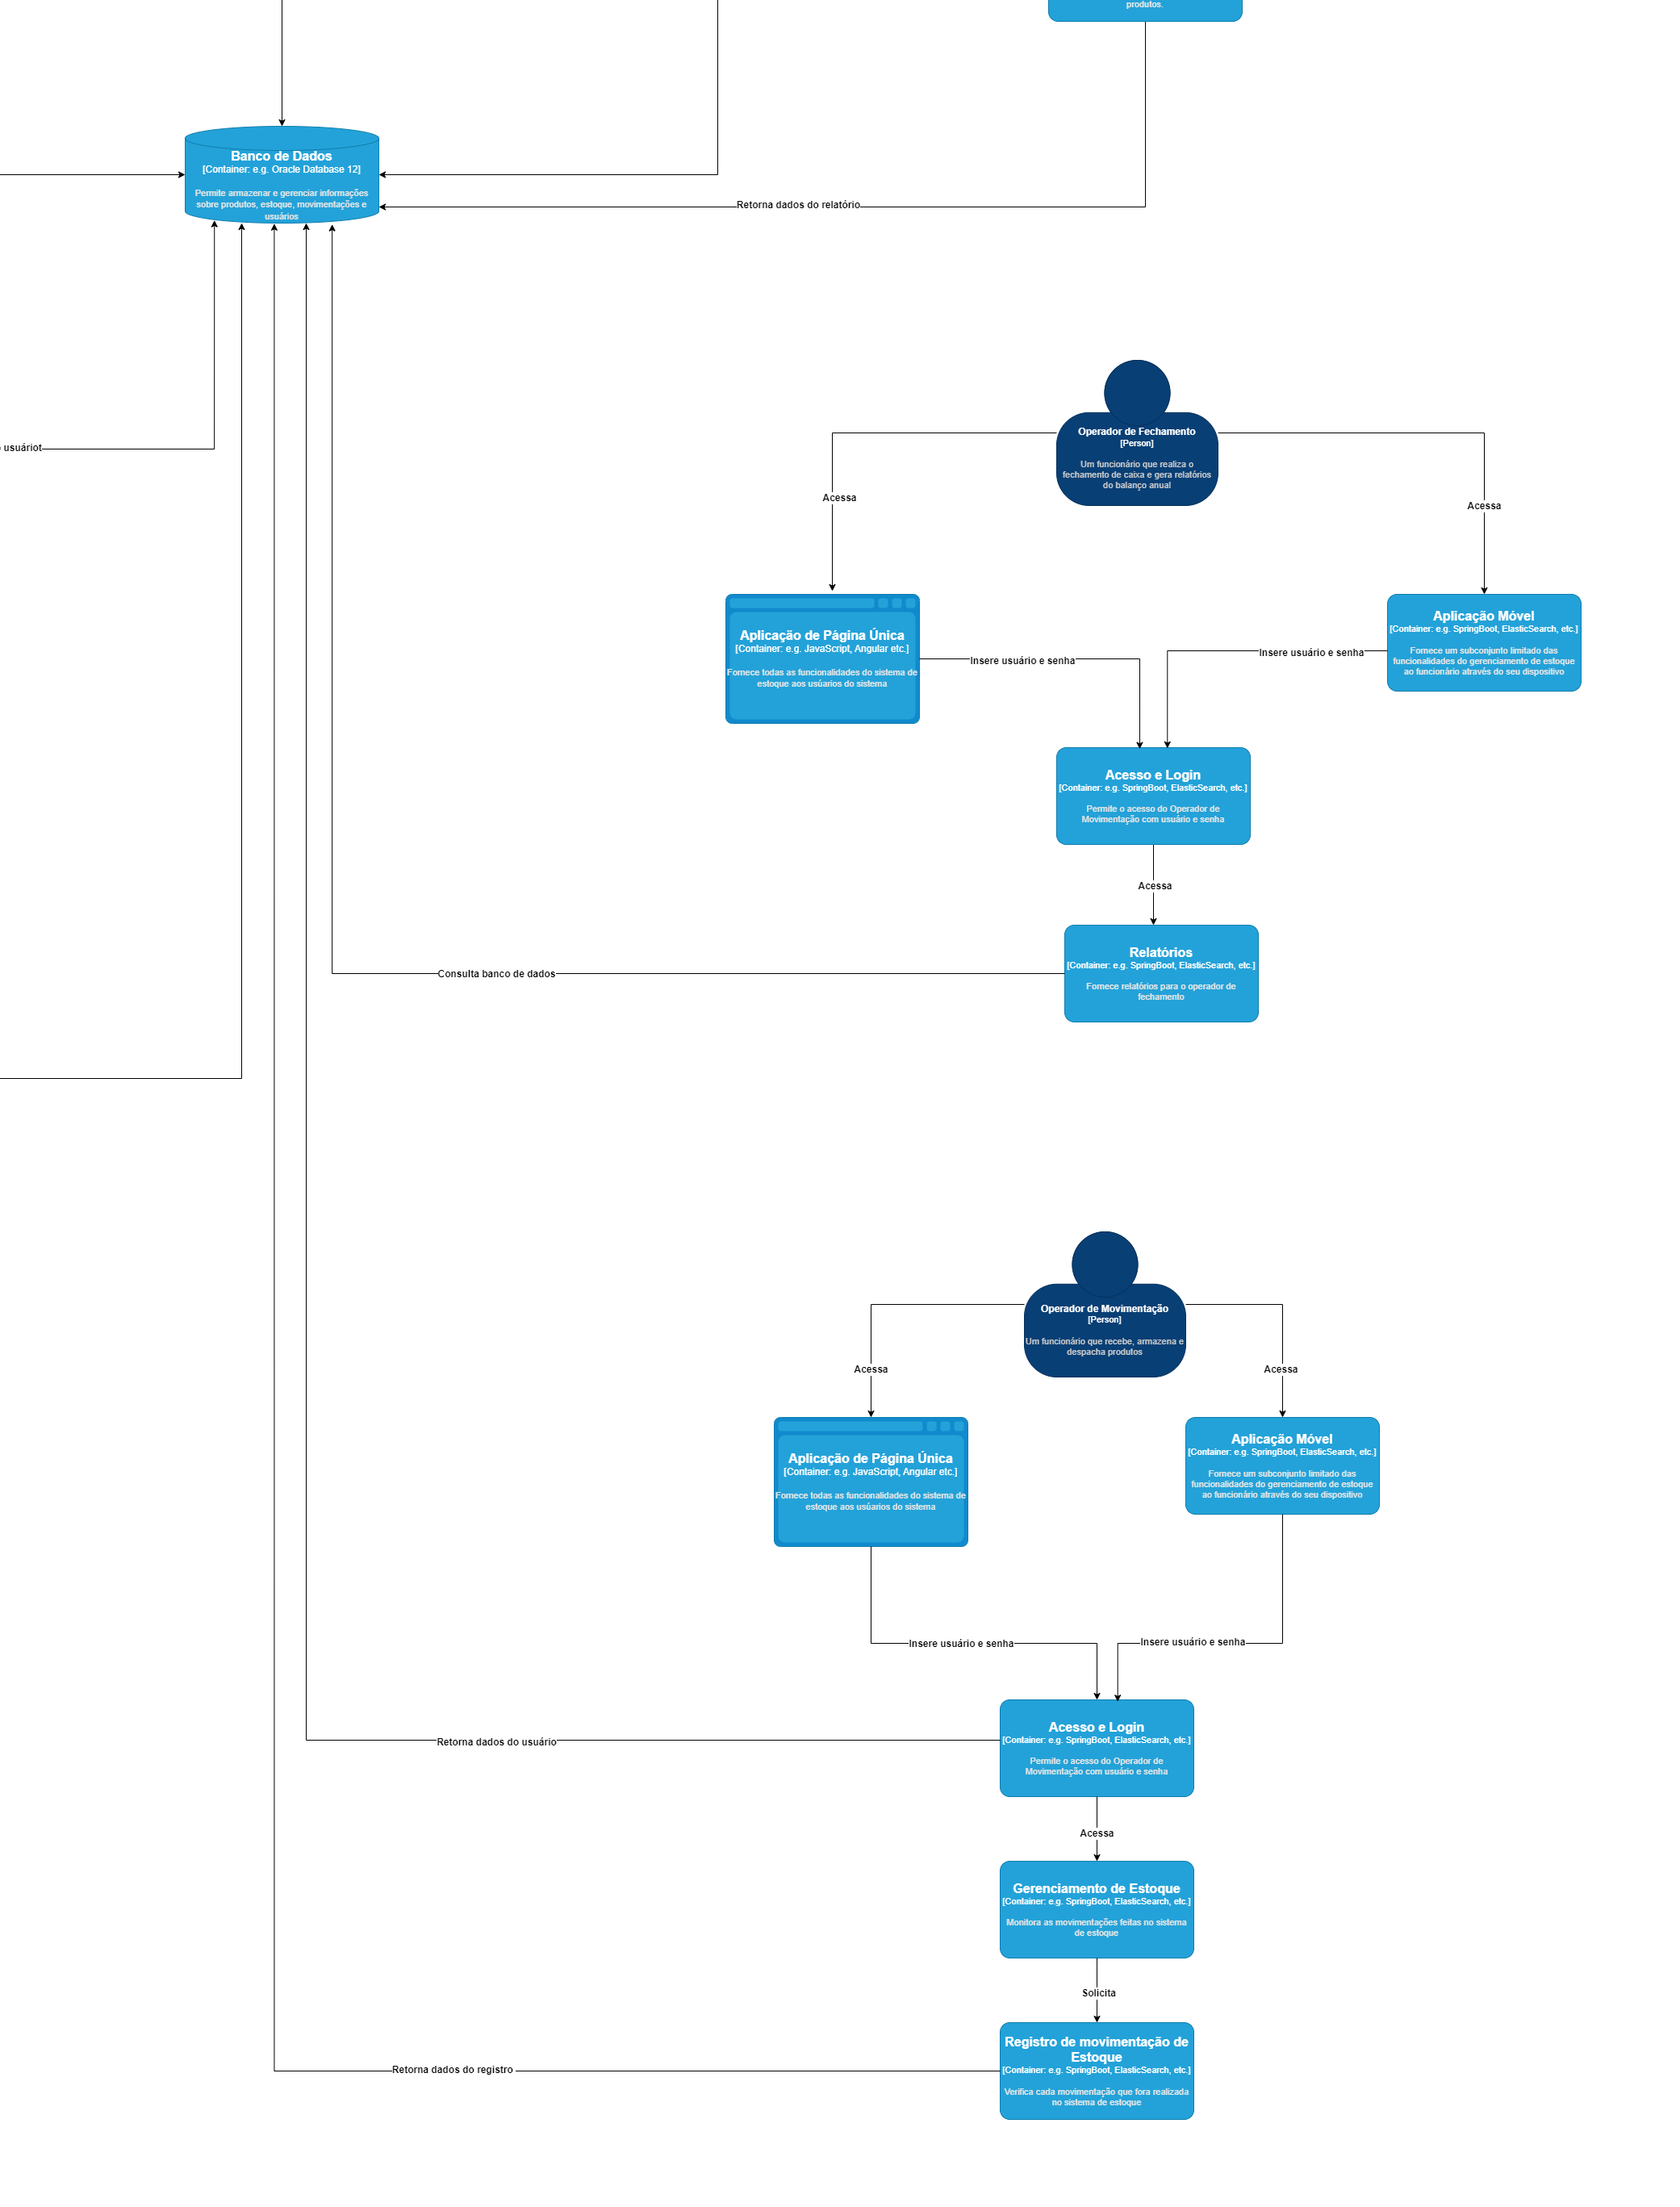 produtos.
Banco de Dados
[Container: e.g. Oracle Database 12]
Permite armazenar e gerenciar informações
sobre produtos, estoque, movimentações e
usuários
Retorna dados do relatório
usuáriot
Operador de Fechamento
[Person]
Um funcionário que realiza o
fechamento de caixa e gera relatórios
do balanço anual
Acessa
Acessa
Aplicação de Página Única
[Container: e.g. JavaScript, Angular etc.]
Fornece todas as funcionalidades do sistema de
estoque aos usúarios do sistema
Insere usuário e senha
Insere usuário e senha
Aplicação Móvel
[Container: e.g. SpringBoot, ElasticSearch, etc.]
Fornece um subconjunto limitado das
funcionalidades do gerenciamento de estoque
ao funcionário através do seu dispositivo
Acesso e Login
[Container: e.g. SpringBoot, ElasticSearch, etc.]
Permite o acesso do Operador de
Movimentação com usuário e senha
Acessa
Relatórios
[Container: e.g. SpringBoot, ElasticSearch, etc.]
Fornece relatórios para o operador de
fechamento
Consulta banco de dados
Operador de Movimentação
[Person]
Um funcionário que recebe, armazena e
despacha produtos
Acessa
Acessa
Aplicação de Página Única
[Container: e.g. JavaScript, Angular etc.]
Fornece todas as funcionalidades do sistema de
estoque aos usúarios do sistema
Aplicação Móvel
[Container: e.g. SpringBoot, ElasticSearch, etc.]
Fornece um subconjunto limitado das
funcionalidades do gerenciamento de estoque
ao funcionário através do seu dispositivo
Insere usuário e senha
Insere usuário e senha
Acesso e Login
[Container: e.g. SpringBoot, ElasticSearch, etc.]
Permite o acesso do Operador de
Movimentação com usuário e senha
Retorna dados do usuário
Acessa
Gerenciamento de Estoque
[Container: e.g. SpringBoot, ElasticSearch, etc.]
Monitora as movimentações feitas no sistema
de estoque
Solicita
Registro de movimentação de
Estoque
[Container: e.g. SpringBoot, ElasticSearch, etc.]
Verifica cada movimentação que fora realizada
no sistema de estoque
Retorna dados do registro